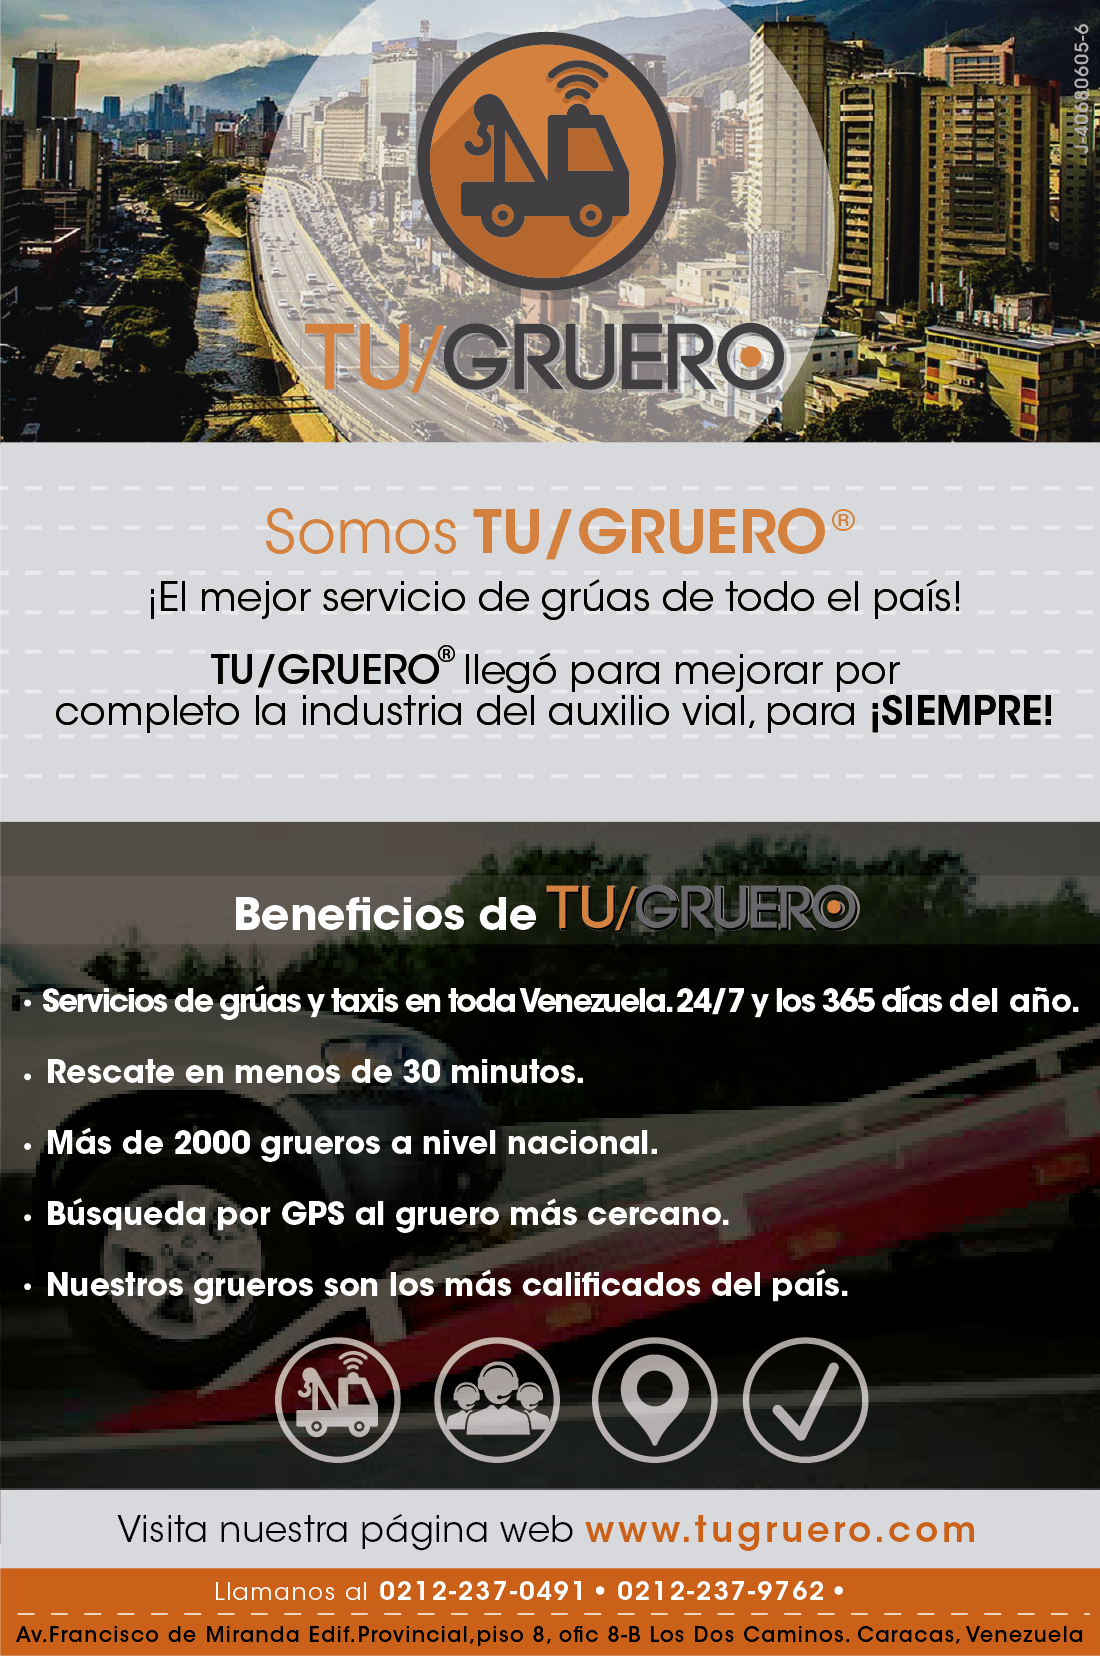 J-40680605-6
TU/GRUERO
Somos TU/GRUERO®
¡El mejor servicio de grúas de todo el país!
TU/GRUERO® llegó para mejorar por
completo la industria del auxilio vial, para ¡SIEMPRE!
Beneficios de TU/GRUERO
• Servicios de grúas y taxis en toda Venezuela. 24/7 y los 365 días del año.
• Rescate en menos de 30 minutos.
• Más de 2000 grueros a nivel nacional.
• Búsqueda por GPS al gruero más cercano.
• Nuestros grueros son los más calificados del país.
Visita nuestra página web www.tugruero.com
Llamanos al 0212-237-0491 • 0212-237-9762 •
Av.Francisco de Miranda Edif.Provincial,piso 8, ofic 8-B Los Dos Caminos. Caracas, Venezuela